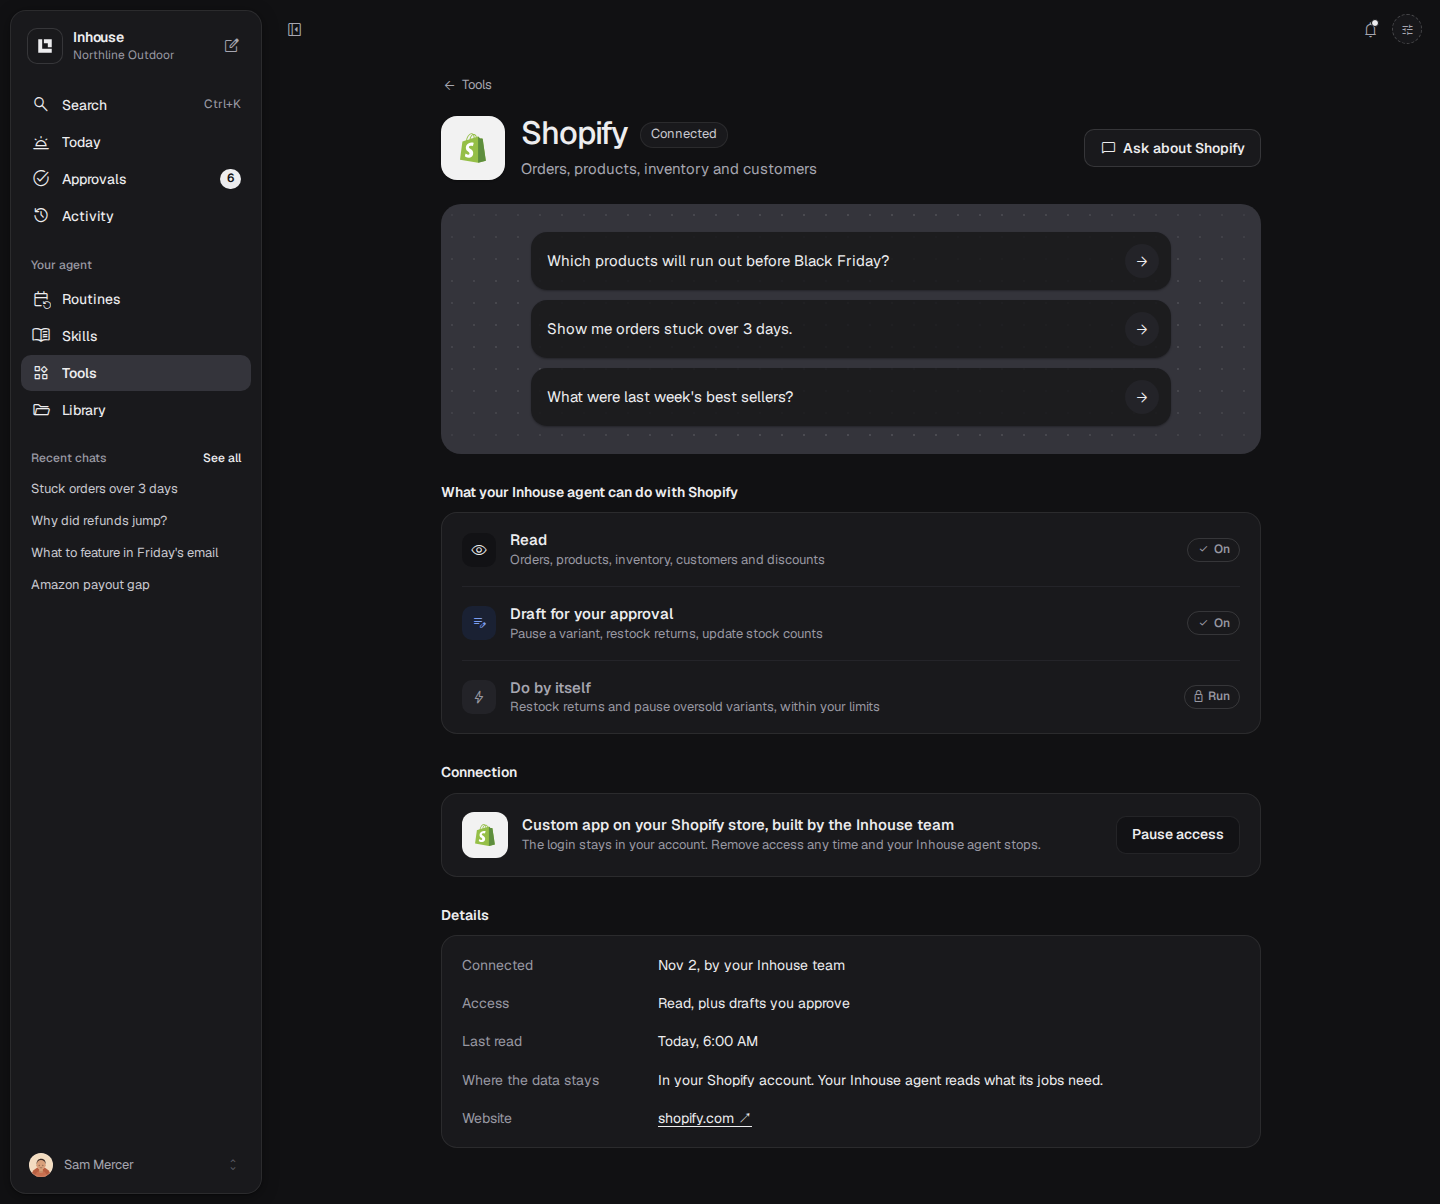 Inhouse
Northline Outdoor
Search
Ctrl+K
Today
Approvals
6
Activity
Your agent
Routines
Skills
Tools
Library
Recent chats
See all
Stuck orders over 3 days
Why did refunds jump?
What to feature in Friday's email
Amazon payout gap
Sam Mercer
← Tools
Shopify
Connected
Orders, products, inventory and customers
Ask about Shopify
Which products will run out before Black Friday?
Show me orders stuck over 3 days.
What were last week's best sellers?
What your Inhouse agent can do with Shopify
Read
Orders, products, inventory, customers and discounts
On
Draft for your approval
Pause a variant, restock returns, update stock counts
On
Do by itself
Restock returns and pause oversold variants, within your limits
Run
Connection
Custom app on your Shopify store, built by the Inhouse team
The login stays in your account. Remove access any time and your Inhouse agent stops.
Pause access
Details
Connected
Nov 2, by your Inhouse team
Access
Read, plus drafts you approve
Last read
Today, 6:00 AM
Where the data stays
In your Shopify account. Your Inhouse agent reads what its jobs need.
Website
shopify.com ↗